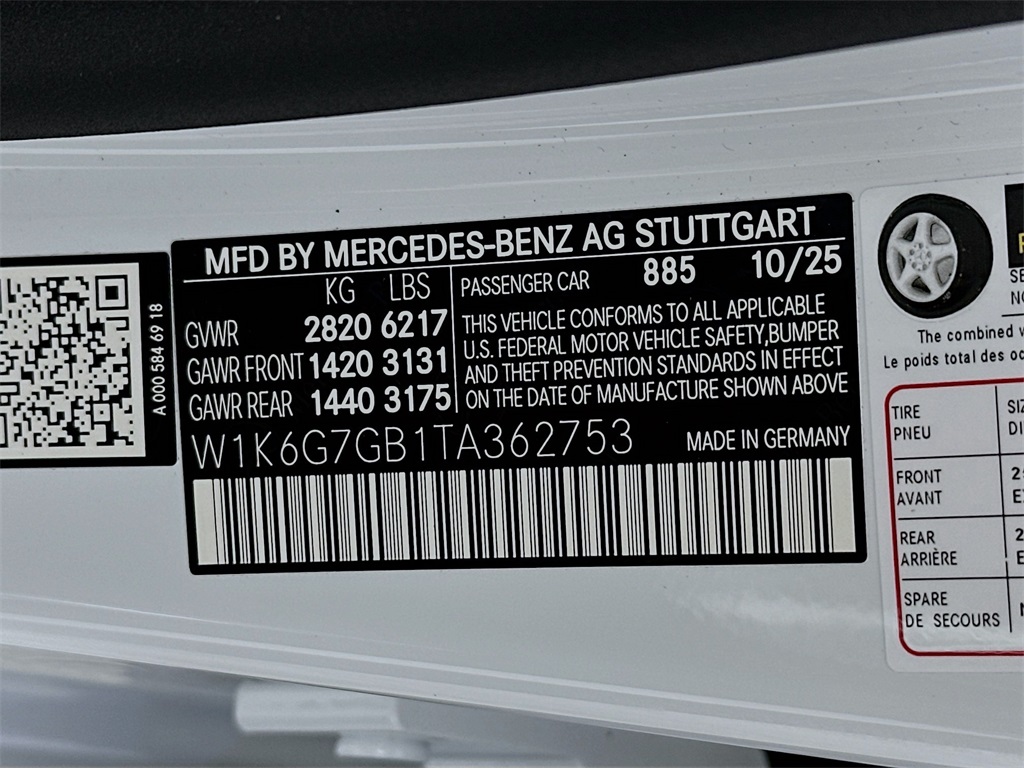 MFD BY MERCEDES-BENZ AG STUTTGART
KG LBS
GVWR 2820 6217
GAWR FRONT 1420 3131
GAWR REAR 1440 3175
PASSENGER CAR 885 10/25
THIS VEHICLE CONFORMS TO ALL APPLICABLE
U.S. FEDERAL MOTOR VEHICLE SAFETY,BUMPER
AND THEFT PREVENTION STANDARDS IN EFFECT
ON THE DATE OF MANUFACTURE SHOWN ABOVE
W1K6G7GB1TA362753 MADE IN GERMANY
A 000 584 69 18
The combined
Le poids total des
TIRE
PNEU
FRONT
AVANT
REAR
ARRIÈRE
SPARE
DE SECOURS